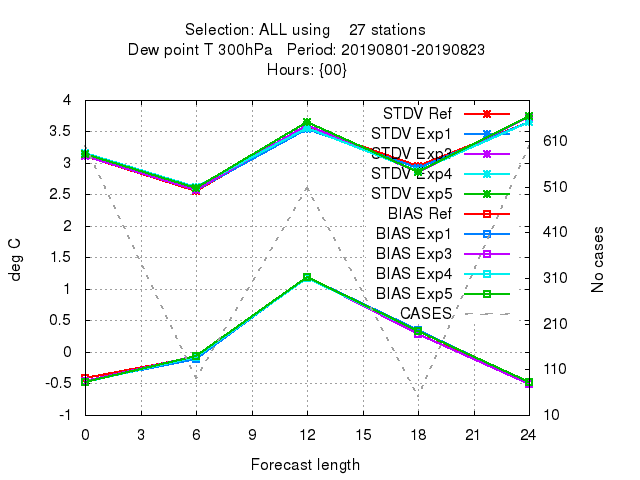 Selection: ALL using 27 stations
Dew point T 300hPa Period: 20190801-20190823
Hours: {00}
4
3.5
3
2.5
2
1.5
1
0.5
0
-0.5
-1
deg C
STDV Ref
STDV Exp1
STDV Exp3
STDV Exp4
STDV Exp5
BIAS Ref
BIAS Exp1
BIAS Exp3
BIAS Exp4
BIAS Exp5
CASES
610
510
410
310
210
110
10
No cases
0 3 6 9 12 15 18 21 24
Forecast length